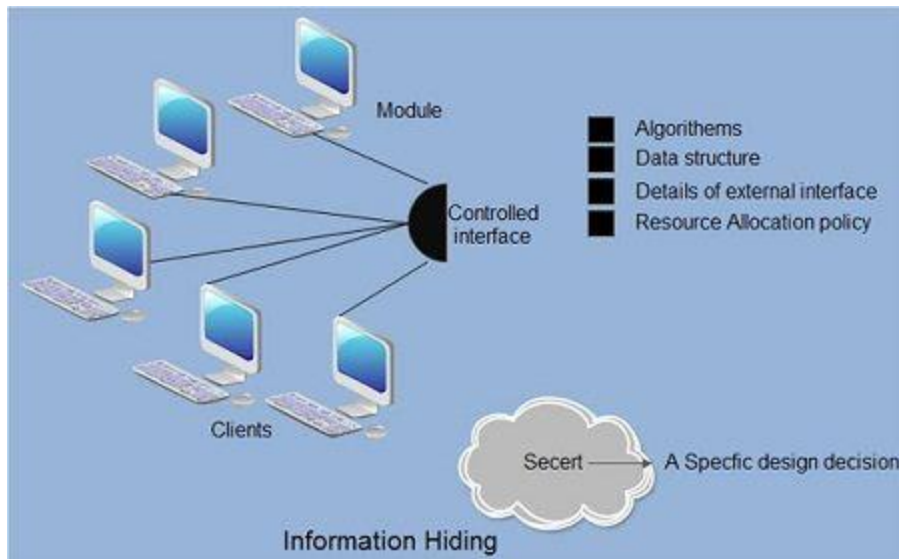 Module
Algorithems
Data structure
Details of external interface
Resource Allocation policy
Controlled
interface
Clients
Secert
A Specfic design decision
Information Hiding